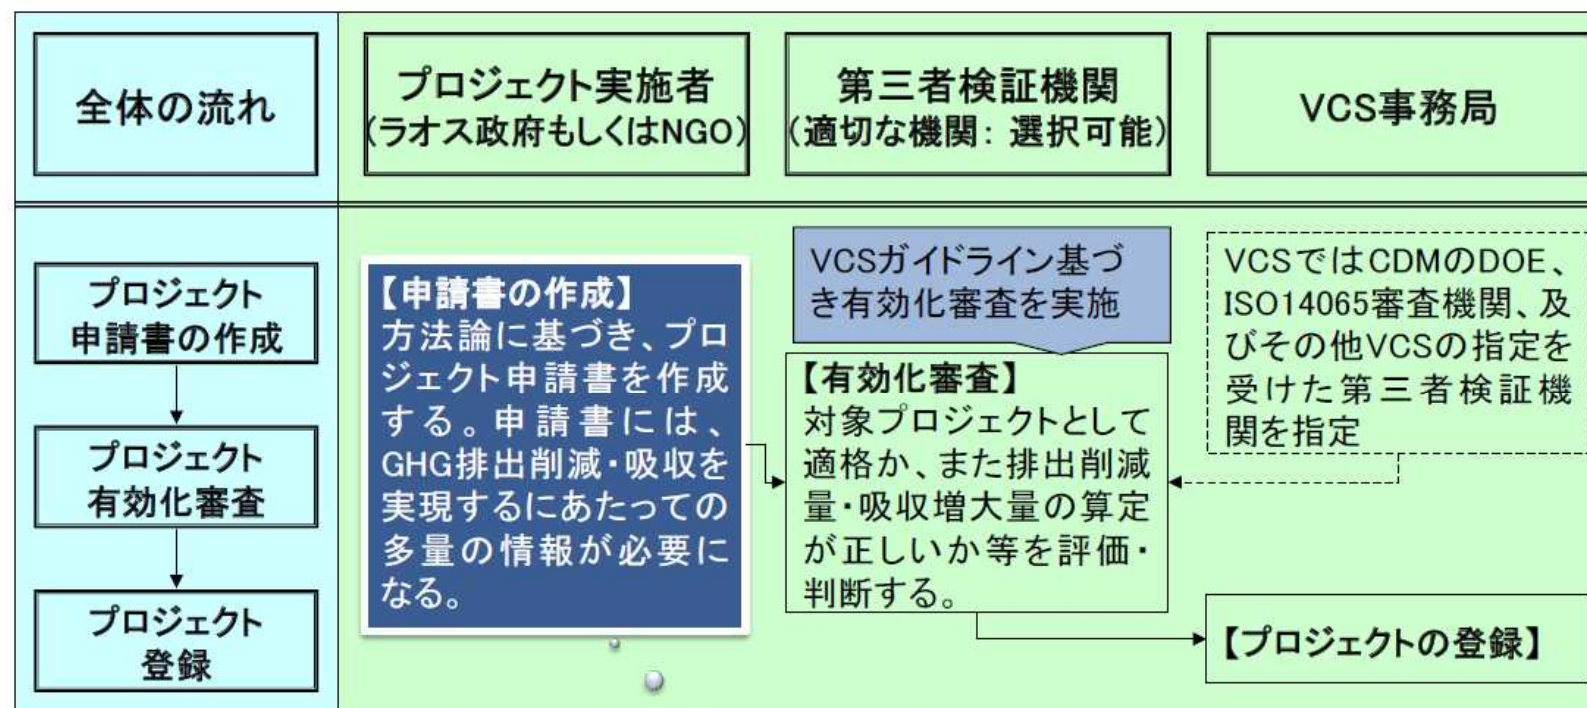 全体の流れ
プロジェクト実施者
(ラオス政府もしくはNGO)
第三者検証機関
(適切な機関: 選択可能)
VCS事務局
プロジェクト
申請書の作成
プロジェクト
有効化審査
プロジェクト
登録
【申請書の作成】
方法論に基づき、プロ
ジェクト申請書を作成
する。申請書には、
GHG排出削減・吸収を
実現するにあたっての
多量の情報が必要に
なる。
VCSガイドライン基づ
き有効化審査を実施
【有効化審査】
対象プロジェクトとして
適格か、また排出削減
量・吸収増大量の算定
が正しいか等を評価・
判断する。
VCSではCDMのDOE、
ISO14065審査機関、及
びその他VCSの指定を
受けた第三者検証機
関を指定
【プロジェクトの登録】